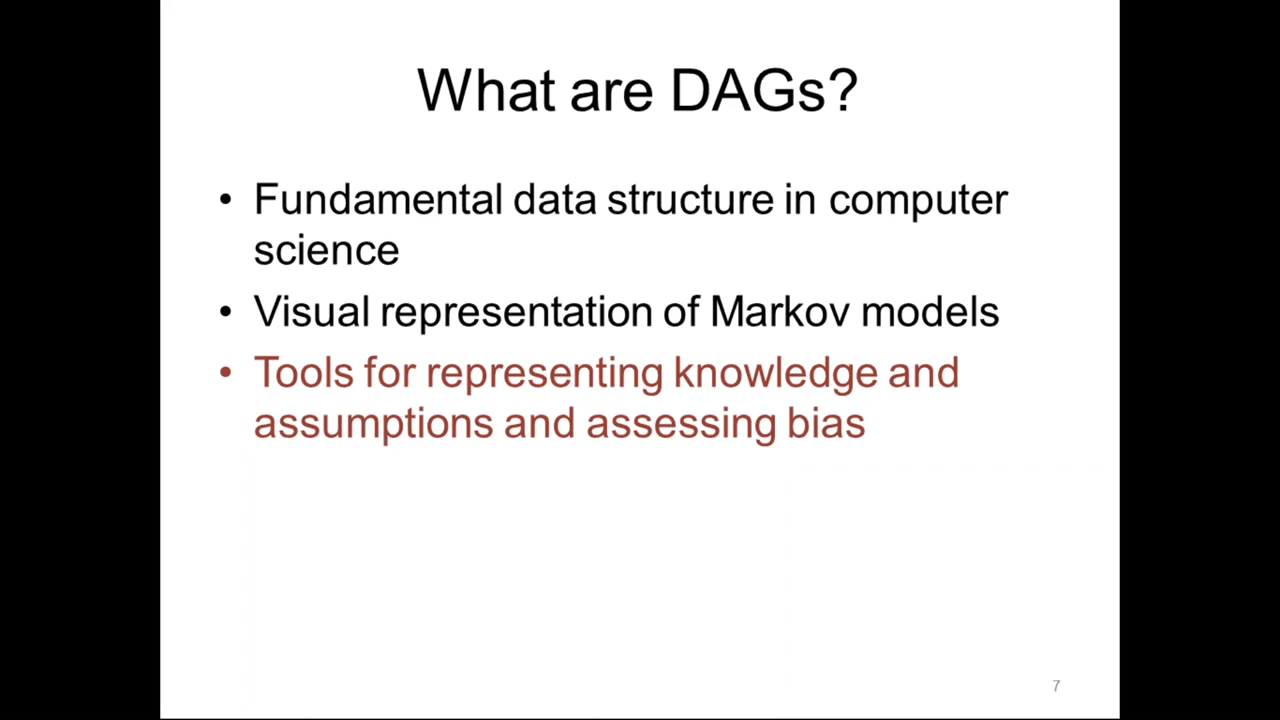 What are DAGs?
• Fundamental data structure in computer
science
• Visual representation of Markov models
• Tools for representing knowledge and
assumptions and assessing bias
7